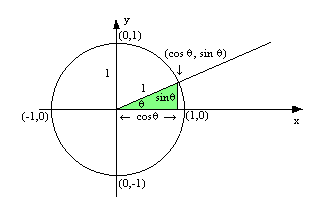 y
(0,1)
(cos θ, sin θ)
↓
1
1
sinθ
θ
(-1,0)
← cosθ →
(1,0)
x
(0,-1)